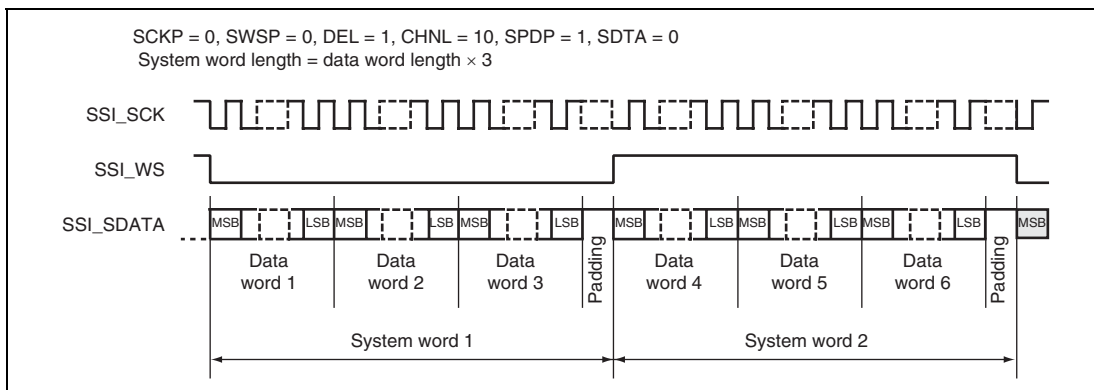 SCKP = 0, SWSP = 0, DEL = 1, CHNL = 10, SPDP = 1, SDTA = 0
System word length = data word length × 3
SSI_SCK
SSI_WS
SSI_SDATA
MSB LSB MSB LSB MSB LSB MSB LSB MSB LSB MSB LSB MSB
Data word 1
Data word 2
Data word 3
Padding
Data word 4
Data word 5
Data word 6
Padding
System word 1
System word 2